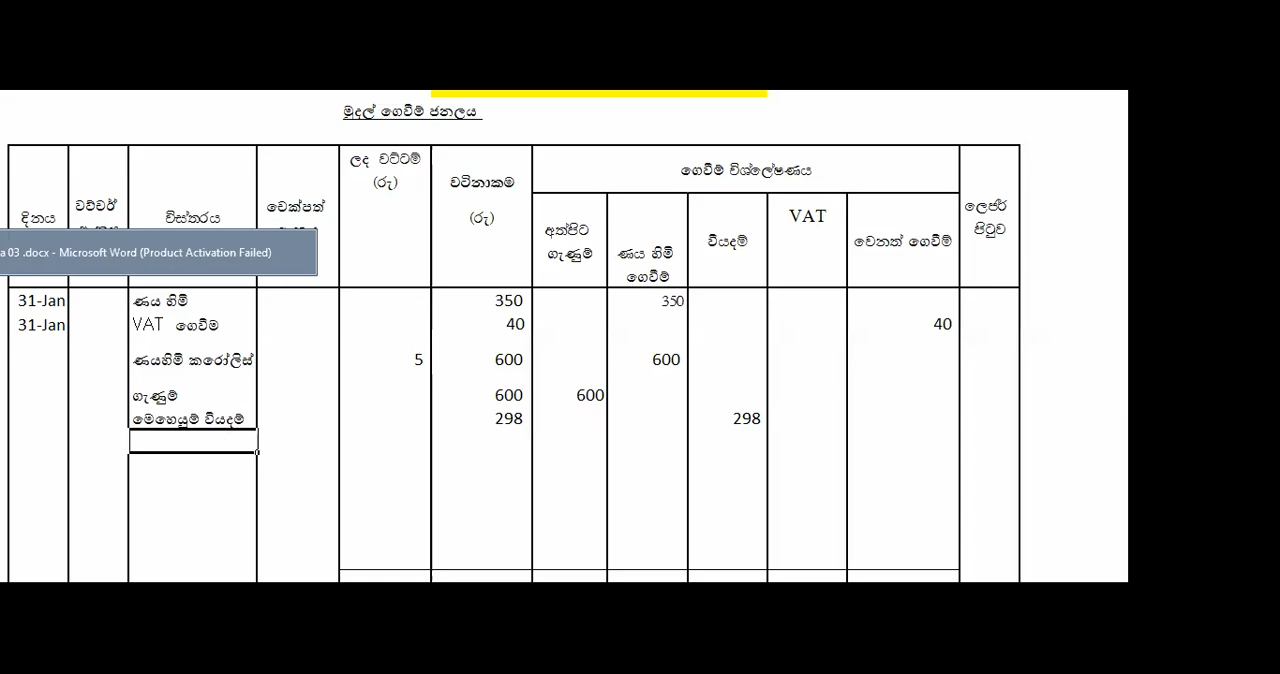 මුදල් ගෙවීම් ජනලය
දිනය වව්චර් විස්තරය චෙක්පත් ලද වට්ටම් (රු) වටිනාකම (රු) ගෙවීම් විශ්ලේෂණය ලෙජර් පිටුව
අත්පිට ගැණුම් ණය හිමි ගෙවීම් වියදම් VAT වෙනත් ගෙවීම්
a 03 .docx - Microsoft Word (Product Activation Failed)
31-Jan ණය හිමි 350 350
31-Jan VAT ගෙවීම 40 40
ණයහිමි කරෝලිස් 5 600 600
ගැණුම් 600 600
මෙහෙයුම් වියදම් 298 298